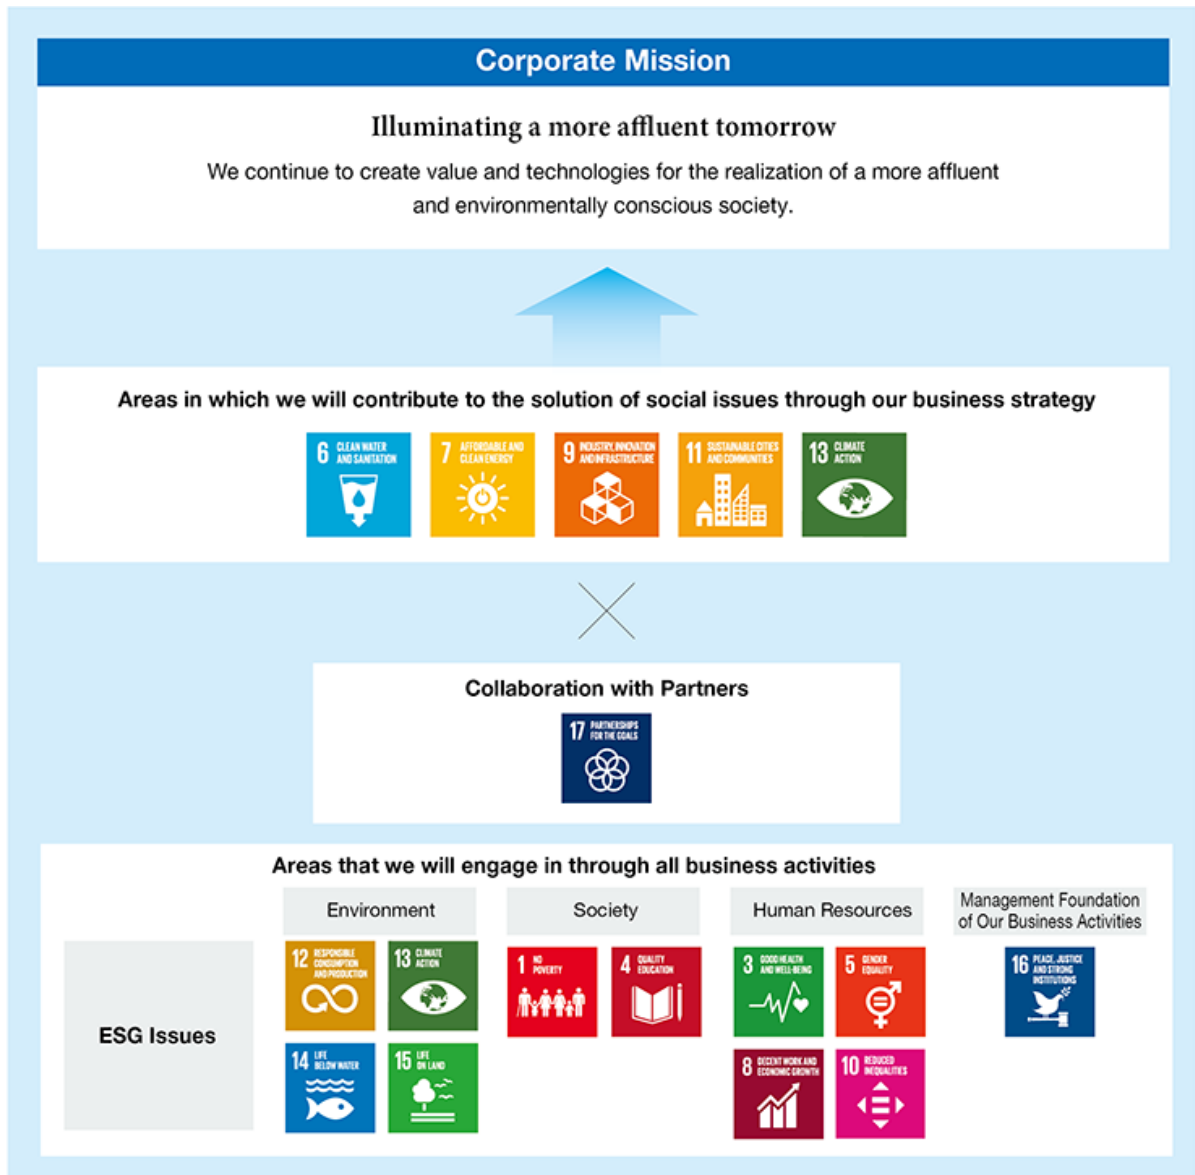 Corporate Mission
Illuminating a more affluent tomorrow
We continue to create value and technologies for the realization of a more affluent
and environmentally conscious society.
Areas in which we will contribute to the solution of social issues through our business strategy
6 CLEAN WATER
AND SANITATION
7 AFFORDABLE AND
CLEAN ENERGY
9 INDUSTRY, INNOVATION
AND INFRASTRUCTURE
11 SUSTAINABLE CITIES
AND COMMUNITIES
13 CLIMATE
ACTION
Collaboration with Partners
17 PARTNERSHIPS
FOR THE GOALS
Areas that we will engage in through all business activities
Environment
Society
Human Resources
Management Foundation
of Our Business Activities
ESG Issues
12 RESPONSIBLE
CONSUMPTION
AND PRODUCTION
13 CLIMATE
ACTION
1 NO
POVERTY
4 QUALITY
EDUCATION
3 GOOD HEALTH
AND WELL-BEING
5 GENDER
EQUALITY
16 PEACE, JUSTICE
AND STRONG
INSTITUTIONS
14 LIFE
BELOW WATER
15 LIFE
ON LAND
8 DECENT WORK AND
ECONOMIC GROWTH
10 REDUCED
INEQUALITIES